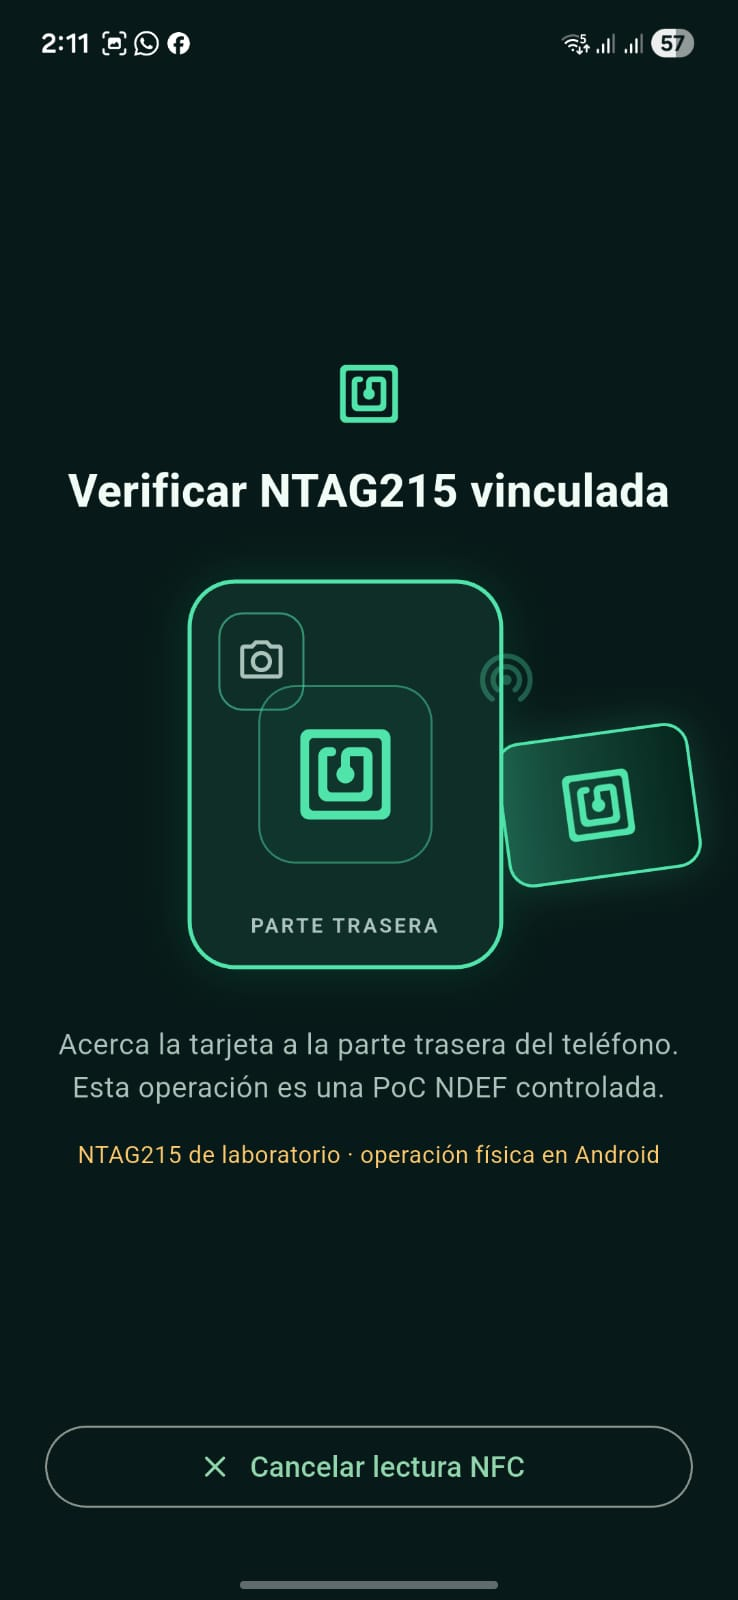 2:11
5
57
Verificar NTAG215 vinculada
PARTE TRASERA
Acerca la tarjeta a la parte trasera del teléfono.
Esta operación es una PoC NDEF controlada.
NTAG215 de laboratorio · operación física en Android
Cancelar lectura NFC